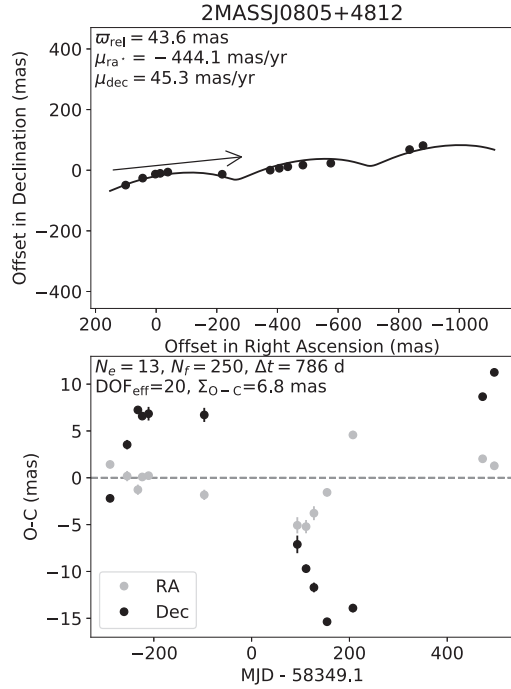 2MASSJ0805+4812
ϖrel = 43.6 mas
μra· = −444.1 mas/yr
μdec = 45.3 mas/yr
Offset in Declination (mas)
400
200
0
−200
−400
200 0 −200 −400 −600 −800 −1000
Offset in Right Ascension (mas)
Ne = 13, Nf = 250, Δt = 786 d
DOFeff=20, ΣO−C=6.8 mas
O-C (mas)
10
5
0
−5
−10
−15
RA
Dec
−200 0 200 400
MJD - 58349.1